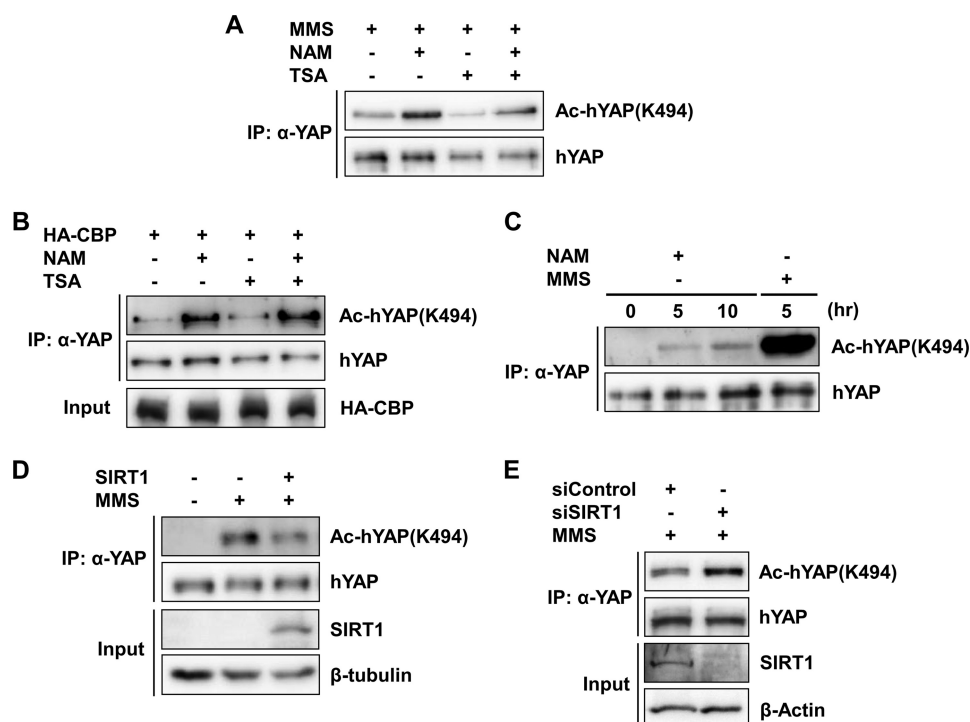 A
MMS + + + +
NAM - + - +
TSA - - + +
IP: α-YAP
Ac-hYAP(K494)
hYAP
B
HA-CBP + + + +
NAM - + - +
TSA - - + +
IP: α-YAP
Ac-hYAP(K494)
hYAP
Input
HA-CBP
C
NAM + -
MMS - +
0 5 10 5 (hr)
IP: α-YAP
Ac-hYAP(K494)
hYAP
D
SIRT1 - - +
MMS - + +
IP: α-YAP
Ac-hYAP(K494)
hYAP
Input
SIRT1
β-tubulin
E
siControl + -
siSIRT1 - +
MMS + +
IP: α-YAP
Ac-hYAP(K494)
hYAP
Input
SIRT1
β-Actin